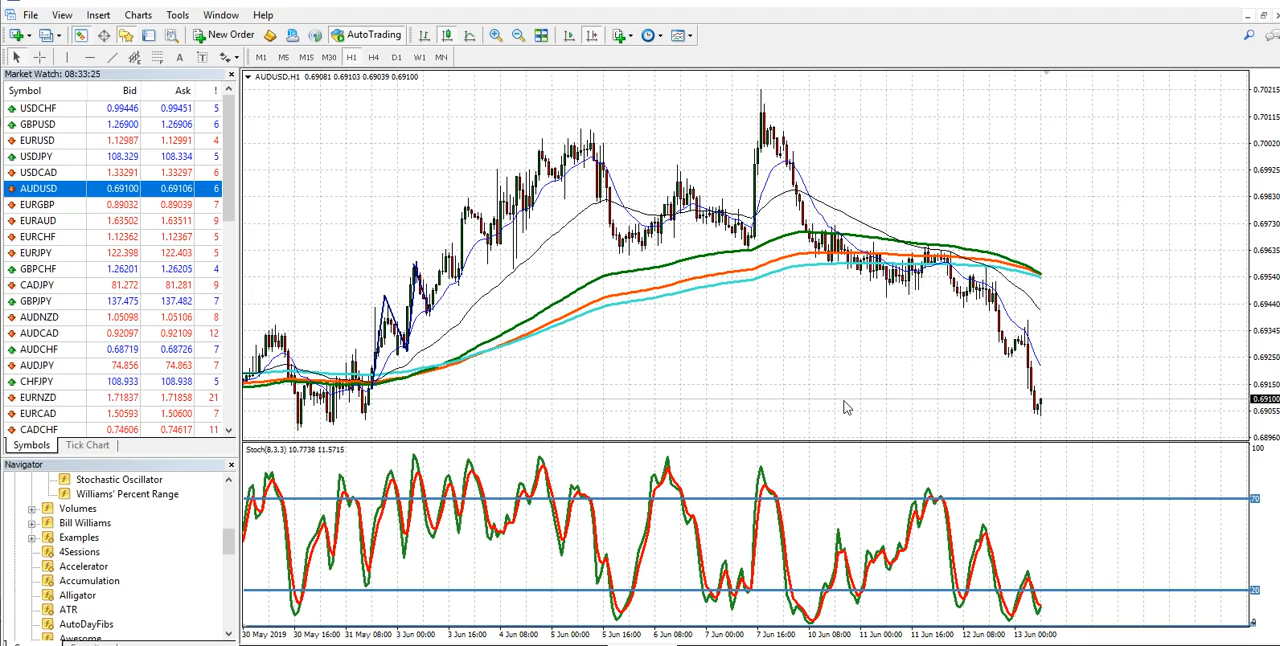 File View Insert Charts Tools Window Help
New Order AutoTrading
A T M1 M5 M15 M30 H1 H4 D1 W1 MN
Market Watch: 08:33:25
Symbol Bid Ask !
USDCHF 0.99446 0.99451 5
GBPUSD 1.26900 1.26906 6
EURUSD 1.12987 1.12991 4
USDJPY 108.329 108.334 5
USDCAD 1.33291 1.33297 6
AUDUSD 0.69100 0.69106 6
EURGBP 0.89032 0.89039 7
EURAUD 1.63502 1.63511 9
EURCHF 1.12362 1.12367 5
EURJPY 122.398 122.403 5
GBPCHF 1.26201 1.26205 4
CADJPY 81.272 81.281 9
GBPJPY 137.475 137.482 7
AUDNZD 1.05098 1.05106 8
AUDCAD 0.92097 0.92109 12
AUDCHF 0.68719 0.68726 7
AUDJPY 74.856 74.863 7
CHFJPY 108.933 108.938 5
EURNZD 1.71837 1.71858 21
EURCAD 1.50593 1.50600 7
CADCHF 0.74606 0.74617 11
Symbols Tick Chart
Navigator
Stochastic Oscillator
Williams' Percent Range
Volumes
Bill Williams
Examples
4Sessions
Accelerator
Accumulation
Alligator
ATR
AutoDayFibs
Awesome
AUDUSD,H1 0.69081 0.69103 0.69039 0.69100
0.70215
0.70115
0.70020
0.69925
0.69830
0.69730
0.69635
0.69540
0.69440
0.69345
0.69250
0.69150
0.69100
0.69055
0.68960
Stoch(8,3,3) 10.7738 11.5715
100
70
20
0
30 May 2019 30 May 16:00 31 May 08:00 3 Jun 00:00 3 Jun 16:00 4 Jun 08:00 5 Jun 00:00 5 Jun 16:00 6 Jun 08:00 7 Jun 00:00 7 Jun 16:00 10 Jun 08:00 11 Jun 00:00 11 Jun 16:00 12 Jun 08:00 13 Jun 00:00